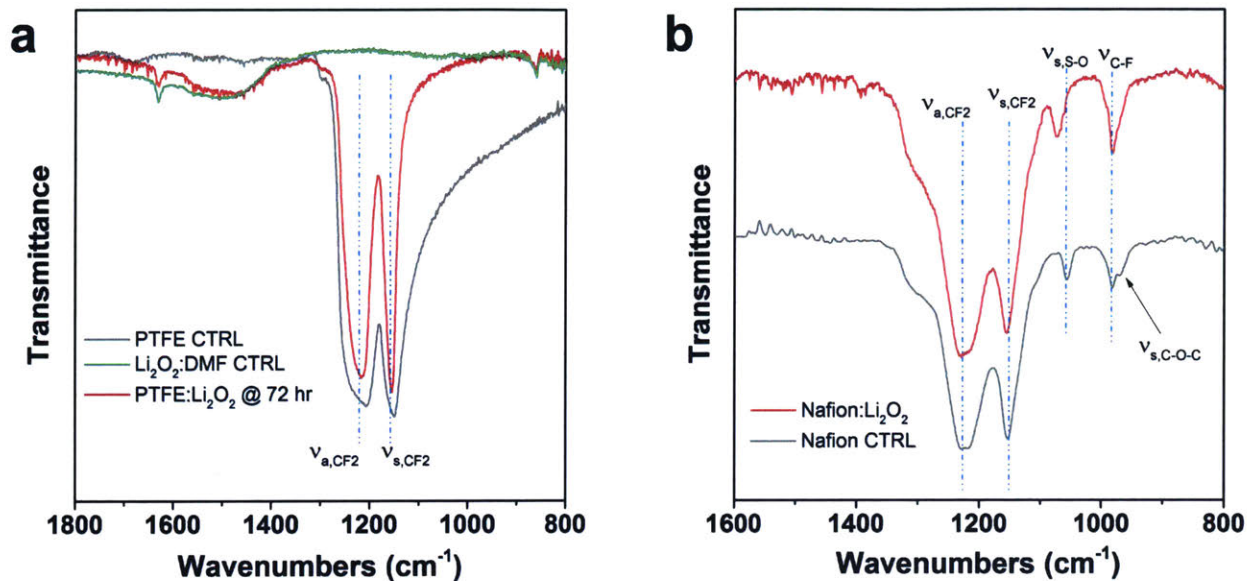 a
Transmittance
PTFE CTRL
Li₂O₂:DMF CTRL
PTFE:Li₂O₂ @ 72 hr
νa,CF2
νs,CF2
1800 1600 1400 1200 1000 800
Wavenumbers (cm⁻¹)
b
Transmittance
νa,CF2
νs,CF2
νs,S-O
νC-F
νs,C-O-C
Nafion:Li₂O₂
Nafion CTRL
1600 1400 1200 1000 800
Wavenumbers (cm⁻¹)